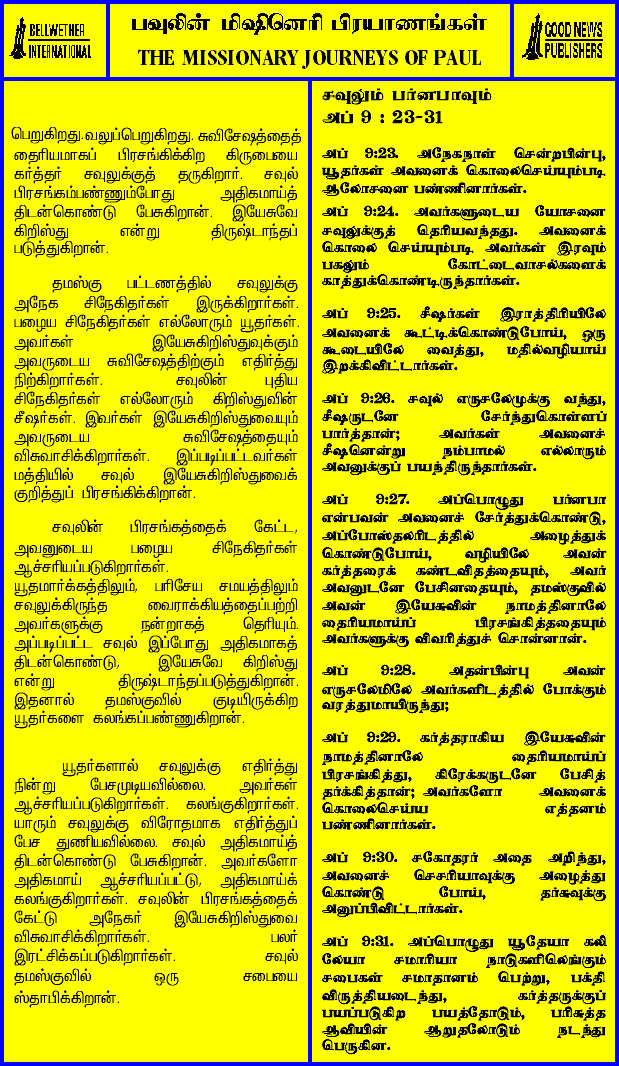 BELLWETHER
INTERNATIONAL
பவுலின் மிஷினெரி பிரயாணங்கள்
THE MISSIONARY JOURNEYS OF PAUL
GOOD NEWS
PUBLISHERS
பெறுகிறது.வலுப்பெறுகிறது. சுவிசேஷத்தைத்
தைரியமாகப் பிரசங்கிக்கிற கிருபையை
கர்த்தர் சவுலுக்குத் தருகிறார். சவுல்
பிரசங்கம்பண்ணும்போது அதிகமாய்த்
திடன்கொண்டு பேசுகிறான். இயேசுவே
கிறிஸ்து என்று திருஷ்டாந்தப்
படுத்துகிறான்.
தமஸ்கு பட்டணத்தில் சவுலுக்கு
அநேக சிநேகிதர்கள் இருக்கிறார்கள்.
பழைய சிநேகிதர்கள் எல்லோரும் யூதர்கள்.
அவர்கள் இயேசுகிறிஸ்துவுக்கும்
அவருடைய சுவிசேஷத்திற்கும் எதிர்த்து
நிற்கிறார்கள். சவுலின் புதிய
சிநேகிதர்கள் எல்லோரும் கிறிஸ்துவின்
சீஷர்கள். இவர்கள் இயேசுகிறிஸ்துவையும்
அவருடைய சுவிசேஷத்தையும்
விசுவாசிக்கிறார்கள். இப்படிப்பட்டவர்கள்
மத்தியில் சவுல் இயேசுகிறிஸ்துவைக்
குறித்துப் பிரசங்கிக்கிறான்.
சவுலின் பிரசங்கத்தைக் கேட்ட,
அவனுடைய பழைய சிநேகிதர்கள்
ஆச்சரியப்படுகிறார்கள்.
யூதமார்க்கத்திலும், பரிசேய சமயத்திலும்
சவுலுக்கிருந்த வைராக்கியத்தைப்பற்றி
அவர்களுக்கு நன்றாகத் தெரியும்.
அப்படிப்பட்ட சவுல் இப்போது அதிகமாகத்
திடன்கொண்டு, இயேசுவே கிறிஸ்து
என்று திருஷ்டாந்தப்படுத்துகிறான்.
இதனால் தமஸ்குவில் குடியிருக்கிற
யூதர்களை கலங்கப்பண்ணுகிறான்.
யூதர்களால் சவுலுக்கு எதிர்த்து
நின்று பேசமுடியவில்லை. அவர்கள்
ஆச்சரியப்படுகிறார்கள். கலங்குகிறார்கள்.
யாரும் சவுலுக்கு விரோதமாக எதிர்த்துப்
பேச துணியவில்லை. சவுல் அதிகமாய்த்
திடன்கொண்டு பேசுகிறான். அவர்களோ
அதிகமாய் ஆச்சரியப்பட்டு, அதிகமாய்க்
கலங்குகிறார்கள். சவுலின் பிரசங்கத்தைக்
கேட்டு அநேகர் இயேசுகிறிஸ்துவை
விசுவாசிக்கிறார்கள். பலர்
இரட்சிக்கப்படுகிறார்கள். சவுல்
தமஸ்குவில் ஒரு சபையை
ஸ்தாபிக்கிறான்.
சவுலும் பர்னபாவும்
அப் 9 : 23-31
அப் 9:23. அநேகநாள் சென்றபின்பு,
யூதர்கள் அவனைக் கொலைசெய்யும்படி
ஆலோசனை பண்ணினார்கள்.
அப் 9:24. அவர்களுடைய யோசனை
சவுலுக்குத் தெரியவந்தது. அவனைக்
கொலை செய்யும்படி அவர்கள் இரவும்
பகலும் கோட்டைவாசல்களைக்
காத்துக்கொண்டிருந்தார்கள்.
அப் 9:25. சீஷர்கள் இராத்திரியிலே
அவனைக் கூட்டிக்கொண்டுபோய், ஒரு
கூடையிலே வைத்து, மதில்வழியாய்
இறக்கிவிட்டார்கள்.
அப் 9:26. சவுல் எருசலேமுக்கு வந்து,
சீஷருடனே சேர்ந்துகொள்ளப்
பார்த்தான்; அவர்கள் அவனைச்
சீஷனென்று நம்பாமல் எல்லாரும்
அவனுக்குப் பயந்திருந்தார்கள்.
அப் 9:27. அப்பொழுது பர்னபா
என்பவன் அவனைச் சேர்த்துக்கொண்டு,
அப்போஸ்தலரிடத்தில் அழைத்துக்
கொண்டுபோய், வழியிலே அவன்
கர்த்தரைக் கண்டவிதத்தையும், அவர்
அவனுடனே பேசினதையும், தமஸ்குவில்
அவன் இயேசுவின் நாமத்தினாலே
தைரியமாய்ப் பிரசங்கித்ததையும்
அவர்களுக்கு விவரித்துச் சொன்னான்.
அப் 9:28. அதன்பின்பு அவன்
எருசலேமிலே அவர்களிடத்தில் போக்கும்
வரத்துமாயிருந்து;
அப் 9:29. கர்த்தராகிய இயேசுவின்
நாமத்தினாலே தைரியமாய்ப்
பிரசங்கித்து, கிரேக்கருடனே பேசித்
தர்க்கித்தான்; அவர்களோ அவனைக்
கொலைசெய்ய எத்தனம்
பண்ணினார்கள்.
அப் 9:30. சகோதரர் அதை அறிந்து,
அவனைச் செசரியாவுக்கு அழைத்து
கொண்டு போய், தர்சுவுக்கு
அனுப்பிவிட்டார்கள்.
அப் 9:31. அப்பொழுது யூதேயா கலி
லேயா சமாரியா நாடுகளிலெங்கும்
சபைகள் சமாதானம் பெற்று, பக்தி
விருத்தியடைந்து, கர்த்தருக்குப்
பயப்படுகிற பயத்தோடும், பரிசுத்த
ஆவியின் ஆறுதலோடும் நடந்து
பெருகின.